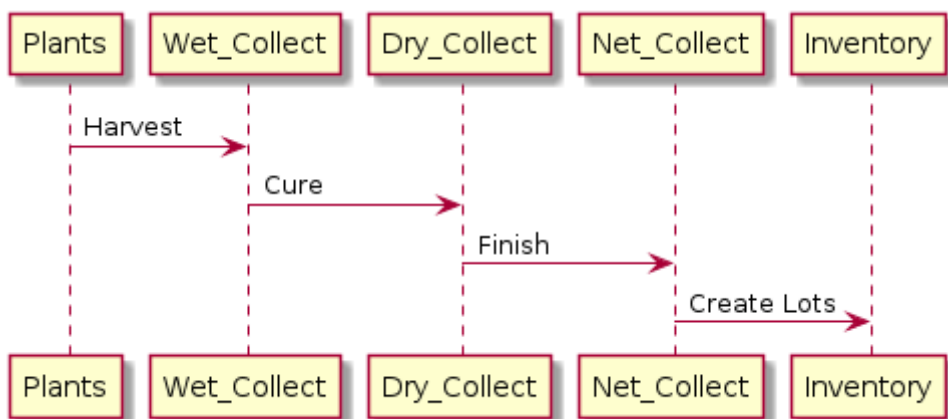 Plants Wet_Collect Dry_Collect Net_Collect Inventory
Harvest
Cure
Finish
Create Lots
Plants Wet_Collect Dry_Collect Net_Collect Inventory